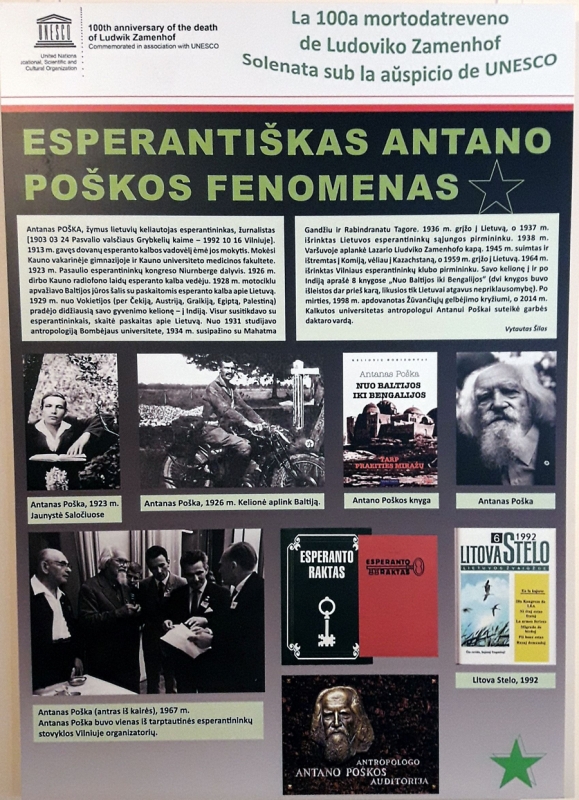 UNESCO
United Nations
Scientific and
Cultural Organization
100th anniversary of the death
of Ludwik Zamenhof
Commemorated in association with UNESCO
La 100a mortodatreveno
de Ludoviko Zamenhof
Solenata sub la aŭspicio de UNESCO
ESPERANTIŠKAS ANTANO
POŠKOS FENOMENAS
Antanas POŠKA, žymus lietuvių keliautojas esperantininkas, žurnalistas
[1903 03 24 Pasvalio valsčiaus Grybkelių kaime – 1992 10 16 Vilniuje].
1913 m. gavęs dovanų esperanto kalbos vadovėlį ėmė jos mokytis. Mokėsi
Kauno vakarinėje gimnazijoje ir Kauno universiteto medicinos fakultete.
1923 m. Pasaulio esperantinkų kongreso Niurnberge dalyvis. 1926 m.
dirbo Kauno radiofono laidų esperanto kalba vedėju. 1928 m. motociklu
apvažiavo Baltijos jūros šalis su paskaitomis esperanto kalba apie Lietuvą.
1929 m. nuo Vokietijos (per Čekiją, Austriją, Graikiją, Egiptą, Palestiną)
pradėjo didžiausią savo gyvenimo kelionę – į Indiją. Visur susitikdavo su
esperantininkais, skaitė paskaitas apie Lietuvą. Nuo 1931 studijavo
antropologiją Bombėjaus universitete, 1934 m. susipažino su Mahatma
Gandžiu ir Rabindranatu Tagore. 1936 m. grįžo į Lietuvą, o 1937 m.
išrinktas Lietuvos esperantininkų sąjungos pirmininku. 1938 m.
Varšuvoje aplankė Lazario Liudviko Zamenhofo kapą. 1945 m. suimtas ir
ištremtas į Komiją, vėliau į Kazachstaną, o 1959 m. grįžo į Lietuvą. 1964 m.
išrinktas Vilniaus esperantininkų klubo pirmininku. Savo kelionę į ir po
Indiją aprašė 8 knygose „Nuo Baltijos iki Bengalijos" (dvi knygos buvo
išleistos dar prieš karą, likusios tik Lietuvai atgavus nepriklausomybę). Po
mirties, 1998 m. apdovanotas Žūvančiųjų gelbėjimo kryžiumi, o 2014 m.
Kalkutos universitetas antropologui Antanui Poškai suteikė garbės
daktaro vardą.
Vytautas Šilas
Antanas Poška
NUO BALTIJOS
IKI BENGALIJOS
TARP
PRAEITIES MIRAŽŲ
Antanas Poška, 1923 m.
Jaunystė Saločiuose
Antanas Poška, 1926 m. Kelionė aplink Baltiją.
Antano Poškos knyga
Antanas Poška
ESPERANTO
RAKTAS
ESPERANTO
RAKTAS
6 1992
LITOVA STELO
LIETUVOS ŽVAIGŽDĖ
Litova Stelo, 1992
Antanas Poška (antras iš kairės), 1967 m.
Antanas Poška buvo vienas iš tarptautinės esperantininkų
stovyklos Vilniuje organizatorių.
ANTROPOLOGO
ANTANO POŠKOS
AUDITORIJA